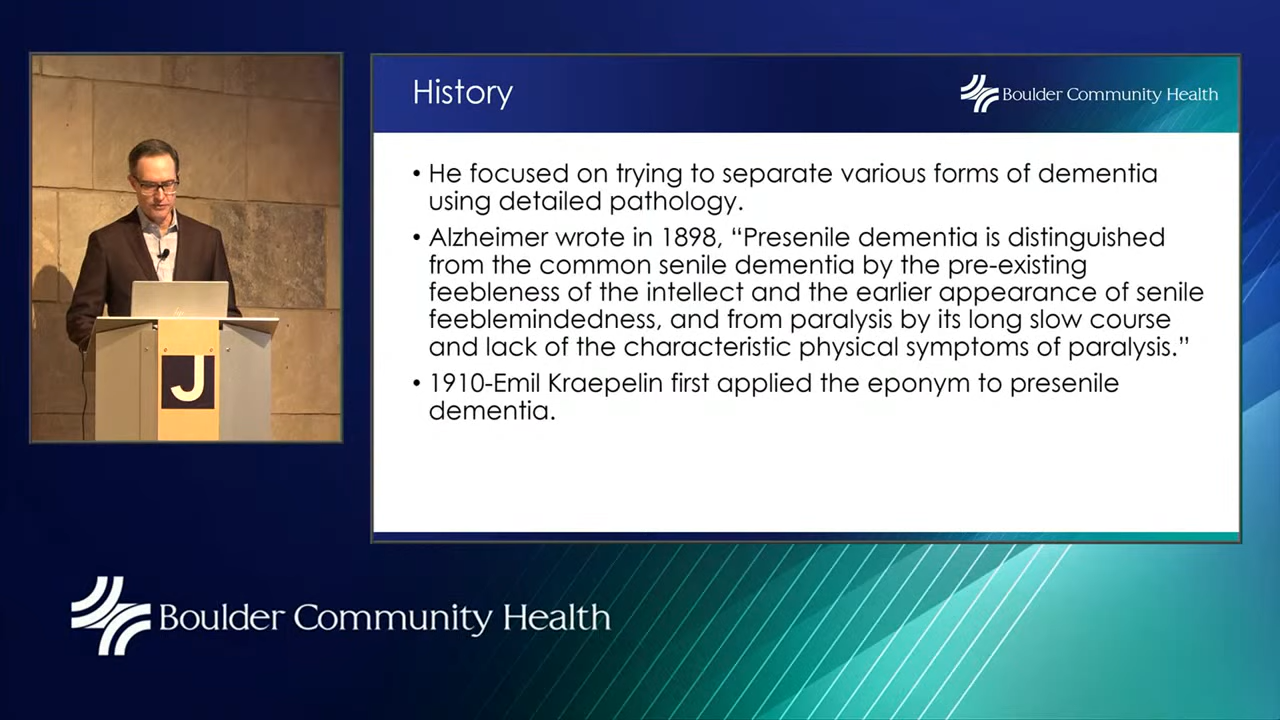 History
Boulder Community Health
• He focused on trying to separate various forms of dementia
using detailed pathology.
• Alzheimer wrote in 1898, “Presenile dementia is distinguished
from the common senile dementia by the pre-existing
feebleness of the intellect and the earlier appearance of senile
feeblemindedness, and from paralysis by its long slow course
and lack of the characteristic physical symptoms of paralysis.”
• 1910-Emil Kraepelin first applied the eponym to presenile
dementia.
J
Boulder Community Health